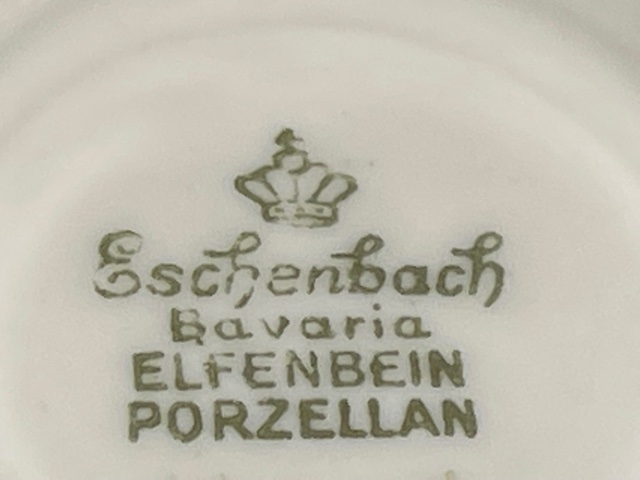 Eschenbach
Bavaria
ELFENBEIN
PORZELLAN